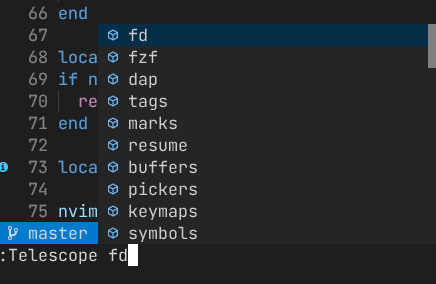 66 end
67
68 loca
69 if n
70 re
71 end
72
73 loca
74
75 nvim
fd
fzf
dap
tags
marks
resume
buffers
pickers
keymaps
symbols
master
:Telescope fd